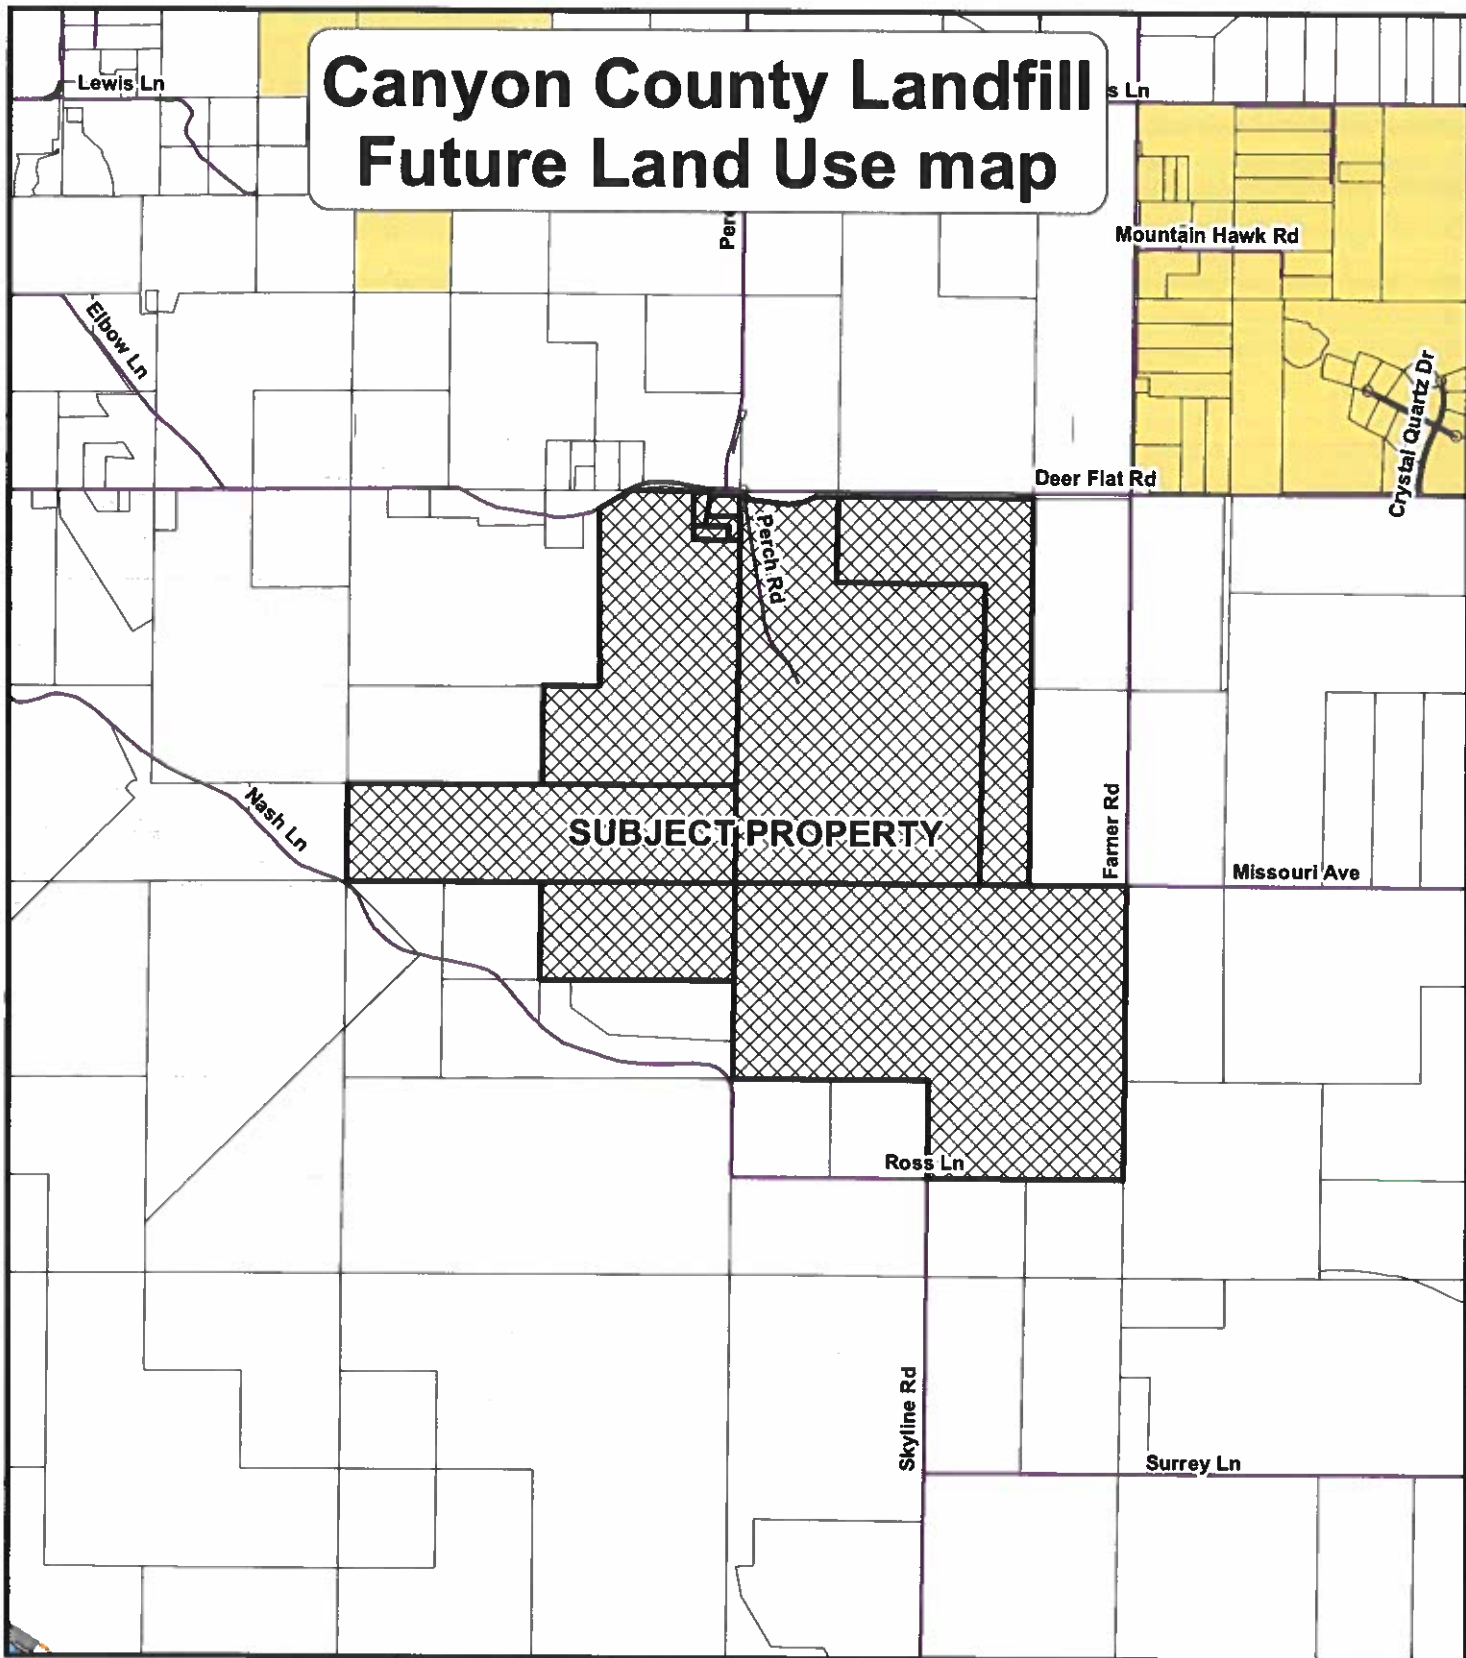 Canyon County Landfill
Future Land Use map
Lewis Ln
s Ln
Perc
Mountain Hawk Rd
Elbow Ln
Crystal Quartz Dr
Deer Flat Rd
Perch Rd
Nash Ln
SUBJECT PROPERTY
Farner Rd
Missouri Ave
Ross Ln
Skyline Rd
Surrey Ln